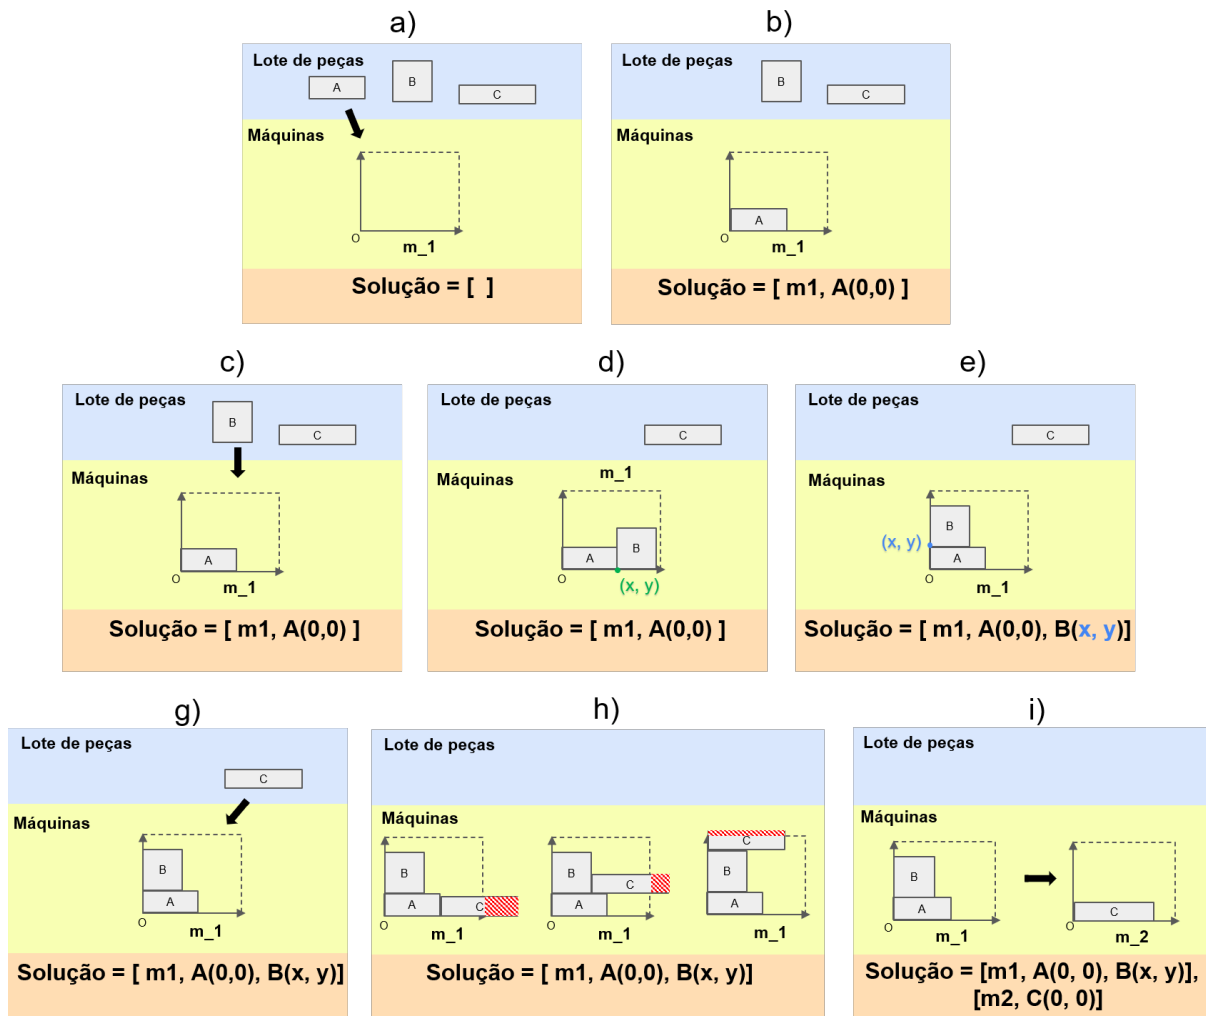 a)
Lote de peças
A
B
C
Máquinas
O
m_1
Solução = [ ]
b)
Lote de peças
B
C
Máquinas
A
O
m_1
Solução = [ m1, A(0,0) ]
c)
Lote de peças
B
C
Máquinas
A
O
m_1
Solução = [ m1, A(0,0) ]
d)
Lote de peças
C
Máquinas
m_1
A
B
O
(x, y)
Solução = [ m1, A(0,0) ]
e)
Lote de peças
C
Máquinas
B
(x, y)
A
O
m_1
Solução = [ m1, A(0,0), B(x, y)]
g)
Lote de peças
C
Máquinas
B
A
O
m_1
Solução = [ m1, A(0,0), B(x, y)]
h)
Lote de peças
Máquinas
B
A
C
O
m_1
B
C
A
O
m_1
C
B
A
O
m_1
Solução = [ m1, A(0,0), B(x, y)]
i)
Lote de peças
Máquinas
B
A
O
m_1
C
O
m_2
Solução = [m1, A(0, 0), B(x, y)],
[m2, C(0, 0)]